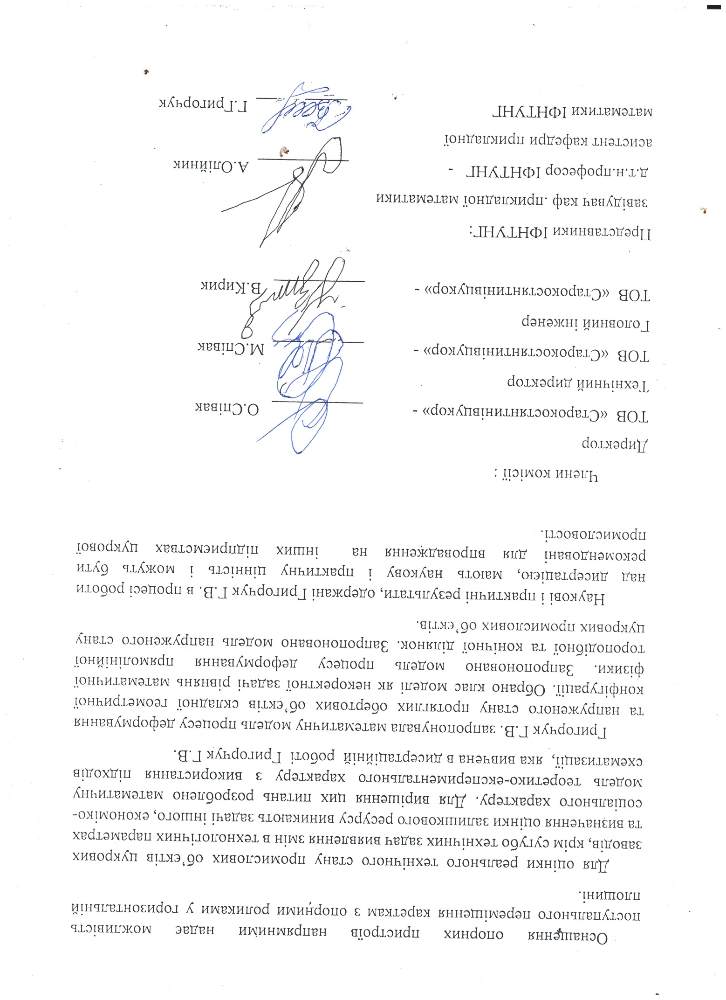 Оснащення опорних пристроїв напрямними надає можливість
поступального переміщення кареткам з опорними роликами у горизонтальній
площині.
Для оцінки реального технічного стану промислових об’єктів цукрових
заводів, крім сугубо технічних задач виявлення змін в технологічних параметрах
та визначення оцінки залишкового ресурсу виникають задачі іншого, економіко-
соціального характеру. Для вирішення цих питань розроблено математичну
модель теоретико-експериментального характеру з використання підходів
схематизації, яка вивчена в дисертаційній роботі Григорчук Г.В.
Григорчук Г.В. запропонувала математичну модель процесу деформування
та напруженого стану протяглих обертових об’єктів складної геометричної
конфігурації. Обрано клас моделі як некоректної задачі рівнянь математичної
фізики. Запропоновано модель процесу деформування прямолінійної
тороподібної та конічної ділянок. Запропоновано модель напруженого стану
цукрових промислових об’єктів.
Наукові і практичні результати, одержані Григорчук Г.В. в процесі роботи
над дисертацією, мають наукову і практичну цінність і можуть бути
рекомендовані для впровадження на інших підприємствах цукрової
промисловості.
Члени комісії :
Директор
ТОВ «Старокостянтинівцукор» - О.Співак
Технічний директор
ТОВ «Старокостянтинівцукор» - М.Співак
Головний інженер
ТОВ «Старокостянтинівцукор» - В.Кирик
Представники ІФНТУНГ:
завідувач каф .прикладної математики
д.т.н.професор ІФНТУНГ - А.Олійник
асистент кафедри прикладної
математики ІФНТУНГ Г.Григорчук